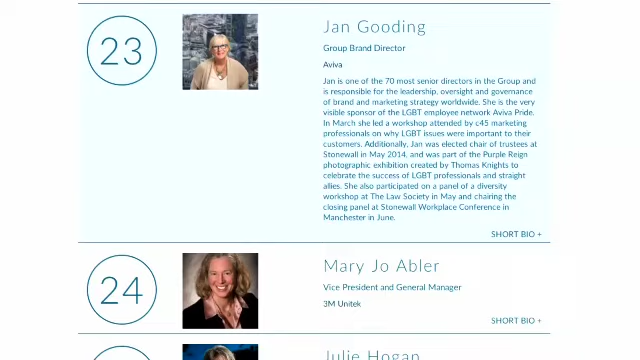 23
Jan Gooding
Group Brand Director
Aviva
Jan is one of the 70 most senior directors in the Group and
is responsible for the leadership, oversight and governance
of brand and marketing strategy worldwide. She is the very
visible sponsor of the LGBT employee network Aviva Pride.
In March she led a workshop attended by c45 marketing
professionals on why LGBT issues were important to their
customers. Additionally, Jan was elected chair of trustees at
Stonewall in May 2014, and was part of the Purple Reign
photographic exhibition created by Thomas Knights to
celebrate the success of LGBT professionals and straight
allies. She also participated on a panel of a diversity
workshop at The Law Society in May and chairing the
closing panel at Stonewall Workplace Conference in
Manchester in June.
SHORT BIO +
24
Mary Jo Abler
Vice President and General Manager
3M Unitek
SHORT BIO +
Julie Hogan